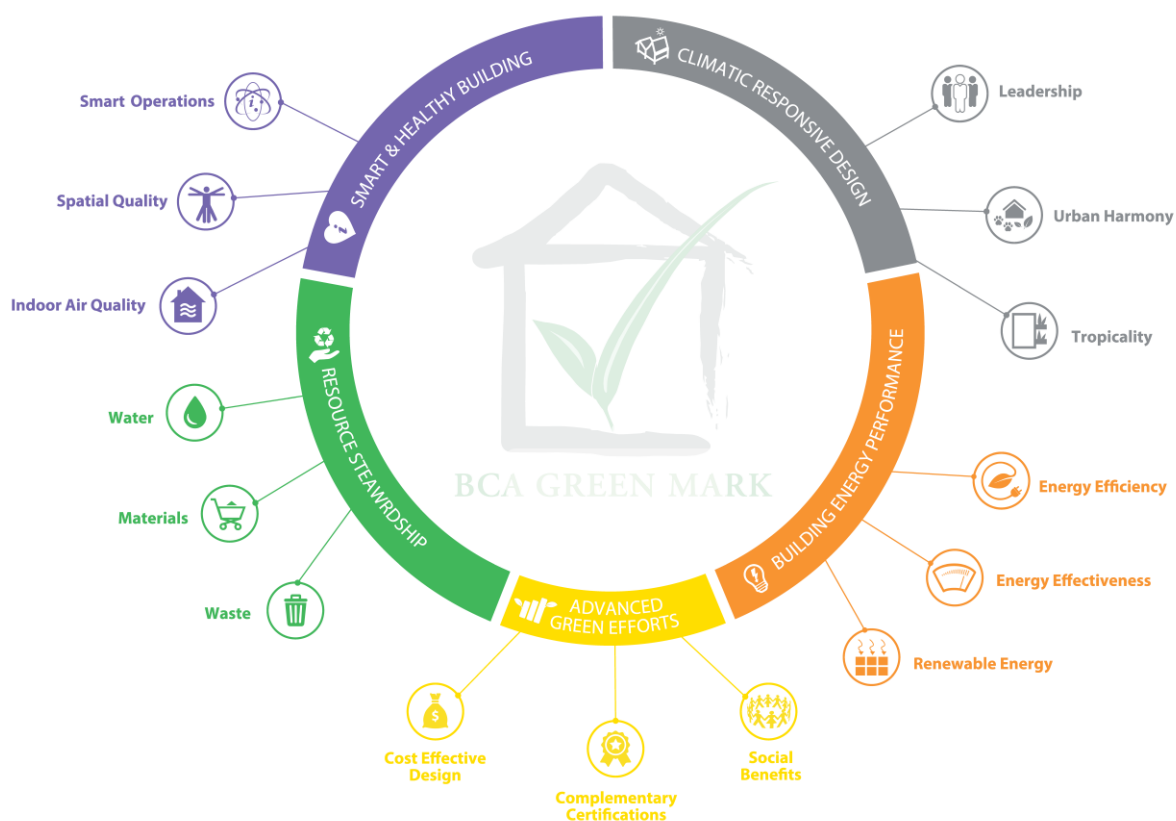 SMART & HEALTHY BUILDING
Smart Operations
Spatial Quality
Indoor Air Quality
CLIMATIC RESPONSIVE DESIGN
Leadership
Urban Harmony
Tropicality
BUILDING ENERGY PERFORMANCE
Energy Efficiency
Energy Effectiveness
Renewable Energy
ADVANCED
GREEN EFFORTS
Cost Effective
Design
$
Complementary
Certifications
Social
Benefits
RESOURCE STEAWRDSHIP
Water
Materials
Waste
BCA GREEN MARK